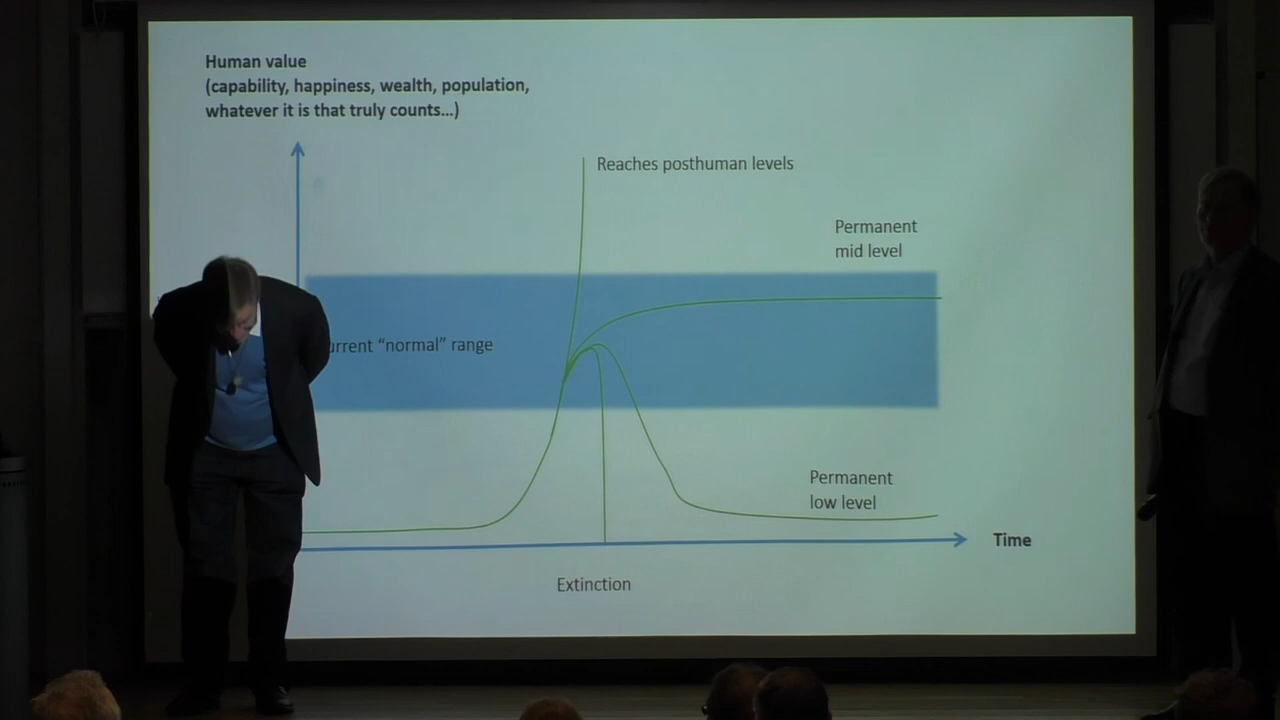 Human value
(capability, happiness, wealth, population,
whatever it is that truly counts...)
Reaches posthuman levels
Permanent
mid level
urrent “normal” range
Permanent
low level
Time
Extinction